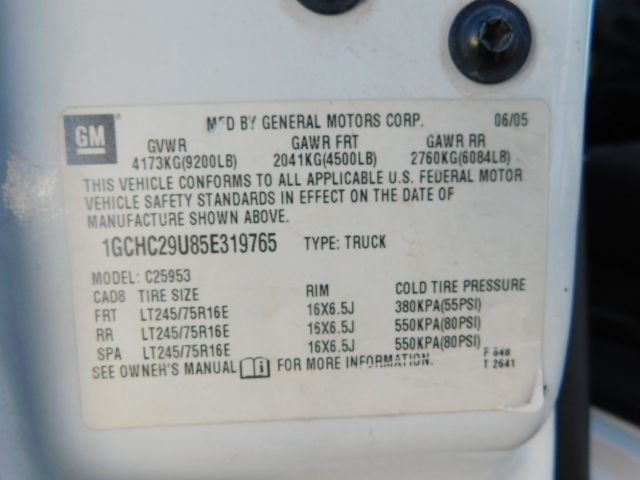 GM
MFD BY GENERAL MOTORS CORP. 06/05
GVWR GAWR FRT GAWR RR
4173KG(9200LB) 2041KG(4500LB) 2760KG(6084LB)
THIS VEHICLE CONFORMS TO ALL APPLICABLE U.S. FEDERAL MOTOR
VEHICLE SAFETY STANDARDS IN EFFECT ON THE DATE OF
MANUFACTURE SHOWN ABOVE.
1GCHC29U85E319765 TYPE: TRUCK
MODEL: C25953
CAD8 TIRE SIZE RIM COLD TIRE PRESSURE
FRT LT245/75R16E 16X6.5J 380KPA(55PSI)
RR LT245/75R16E 16X6.5J 550KPA(80PSI)
SPA LT245/75R16E 16X6.5J 550KPA(80PSI)
SEE OWNER'S MANUAL FOR MORE INFORMATION. F 848
T 2641